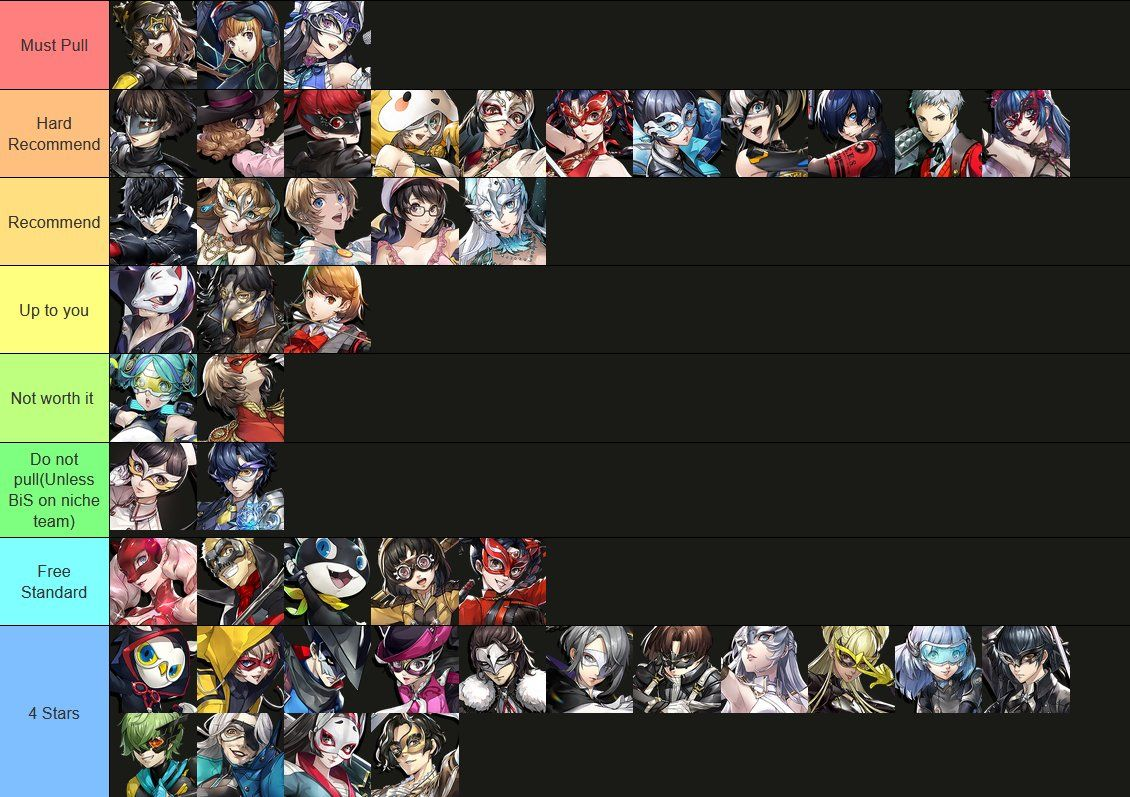 Must Pull
Hard
Recommend
Recommend
Up to you
Not worth it
Do not
pull(Unless
BiS on niche
team)
Free
Standard
4 Stars